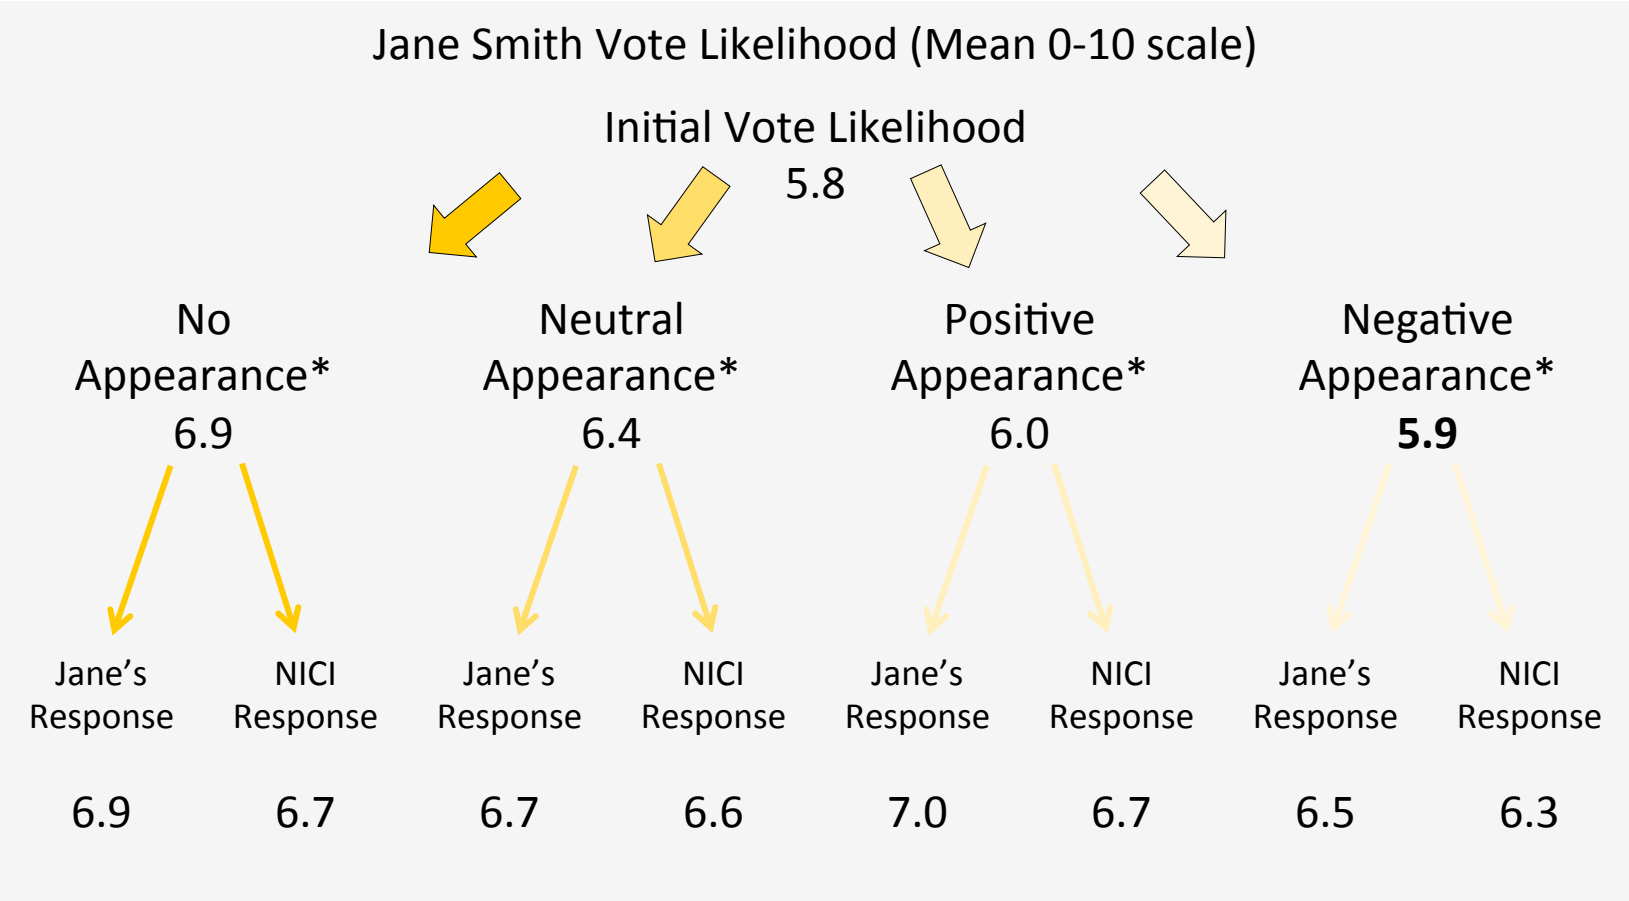 Jane Smith Vote Likelihood (Mean 0-10 scale)
Initial Vote Likelihood
5.8
No
Appearance*
6.9
Neutral
Appearance*
6.4
Positive
Appearance*
6.0
Negative
Appearance*
5.9
Jane’s
Response
6.9
NICI
Response
6.7
Jane’s
Response
6.7
NICI
Response
6.6
Jane’s
Response
7.0
NICI
Response
6.7
Jane’s
Response
6.5
NICI
Response
6.3